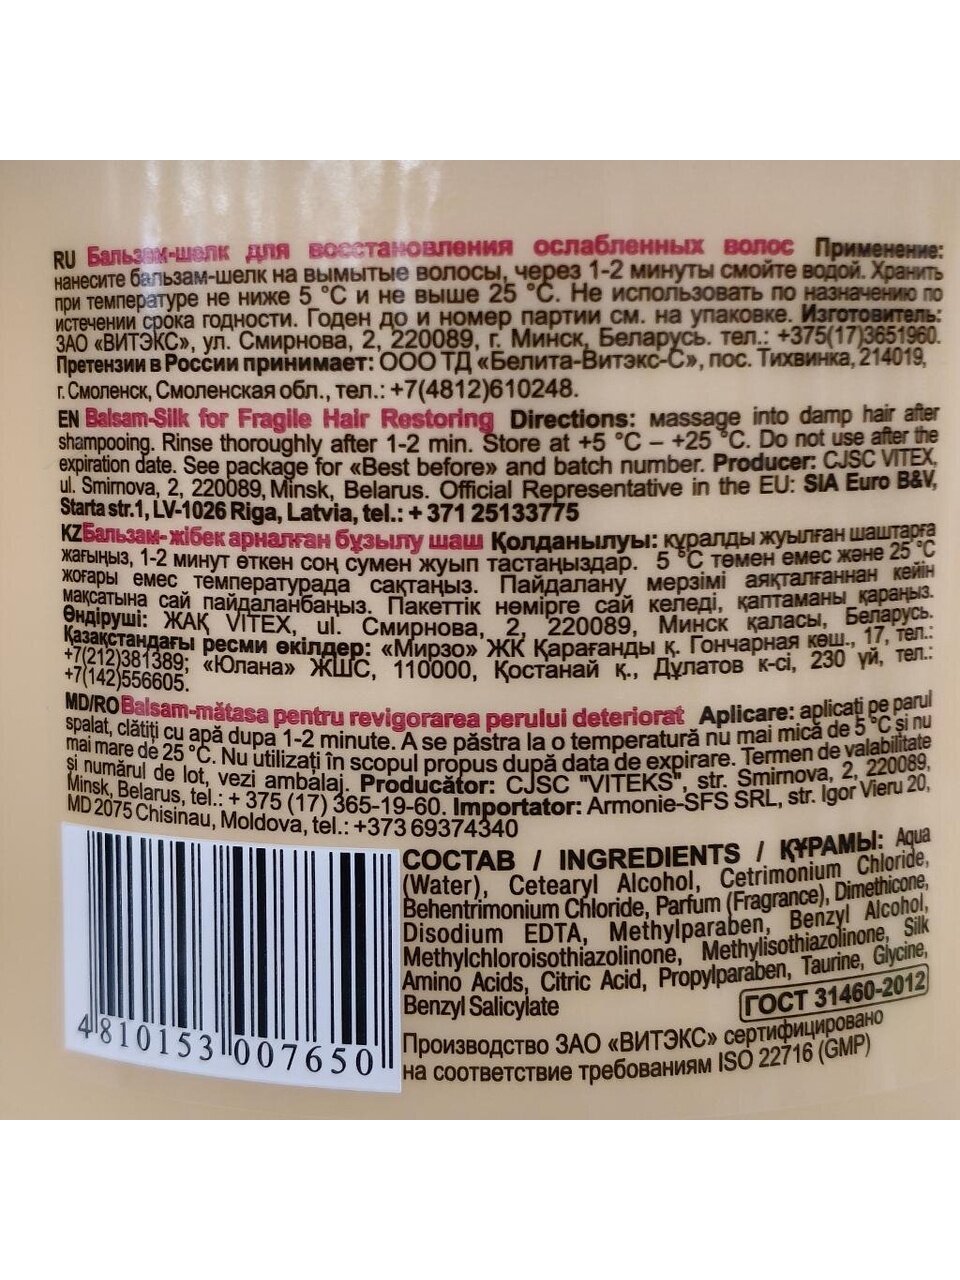 RU Бальзам-шелк для восстановления ослабленных волос Применение:
нанесите бальзам-шелк на вымытые волосы, через 1-2 минуты смойте водой. Хранить
при температуре не ниже 5 °С и не выше 25 °С. Не использовать по назначению по
истечении срока годности. Годен до и номер партии см. на упаковке. Изготовитель:
ЗАО «ВИТЭКС», ул. Смирнова, 2, 220089, г. Минск, Беларусь. тел.: +375(17)3651960.
Претензии в России принимает: ООО ТД «Белита-Витэкс-С», пос. Тихвинка, 214019,
г. Смоленск, Смоленская обл., тел.: +7(4812)610248.
EN Balsam-Silk for Fragile Hair Restoring Directions: massage into damp hair after
shampooing. Rinse thoroughly after 1-2 min. Store at +5 °C – +25 °C. Do not use after the
expiration date. See package for «Best before» and batch number. Producer: CJSC VITEX,
ul. Smirnova, 2, 220089, Minsk, Belarus. Official Representative in the EU: SIA Euro B&V,
Starta str.1, LV-1026 Riga, Latvia, tel.: + 371 25133775
KZ Бальзам- жібек арналған бұзылу шаш Қолданылуы: құралды жуылған шаштарға
жағыңыз, 1-2 минут өткен соң сумен жуып тастаңыздар. 5 °С төмен емес және 25 °С
жоғары емес температурада сақтаңыз. Пайдалану мерзімі аяқталғаннан кейін
мақсатына сай пайдаланбаңыз. Пакеттік нөмірге сай келеді, қаптаманы қараңыз.
Өндіруші: ЖАҚ VITEX, ul. Смирнова, 2, 220089, Минск қаласы, Беларусь.
Қазақстандағы ресми өкілдер: «Мирзо» ЖК Қарағанды қ. Гончарная көш., 17, тел.:
+7(212)381389; «Юлана» ЖШС, 110000, Қостанай қ., Дұлатов к-сі, 230 үй, тел.:
+7(142)556605.
MD/RO Balsam-mătasa pentru revigorarea perului deteriorat Aplicare: aplicați pe parul
spalat, clătiți cu apă dupa 1-2 minute. A se păstra la o temperatură nu mai mică de 5 °C și nu
mai mare de 25 °C. Nu utilizați în scopul propus după data de expirare. Termen de valabilitate
și numărul de lot, vezi ambalaj. Producător: CJSC "VITEKS", str. Smirnova, 2, 220089,
Minsk, Belarus, tel.: + 375 (17) 365-19-60. Importator: Armonie-SFS SRL, str. Igor Vieru 20,
MD 2075 Chisinau, Moldova, tel.: +373 69374340
СОСТАВ / INGREDIENTS / ҚҰРАМЫ: Aqua
(Water), Cetearyl Alcohol, Cetrimonium Chloride,
Behentrimonium Chloride, Parfum (Fragrance), Dimethicone,
Disodium EDTA, Methylparaben, Benzyl Alcohol,
Methylchloroisothiazolinone, Methylisothiazolinone, Silk
Amino Acids, Citric Acid, Propylparaben, Taurine, Glycine,
Benzyl Salicylate
ГОСТ 31460-2012
Производство ЗАО «ВИТЭКС» сертифицировано
на соответствие требованиям ISO 22716 (GMP)
4 810153 007650